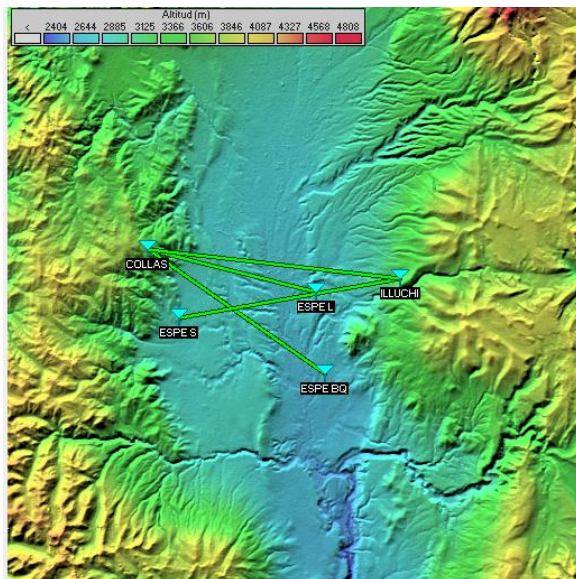 Altitud (m)
< 2404 2644 2885 3125 3366 3606 3846 4087 4327 4568 4808
COLLAS
ILLUCHI
ESPE L
ESPE S
ESPE BQ